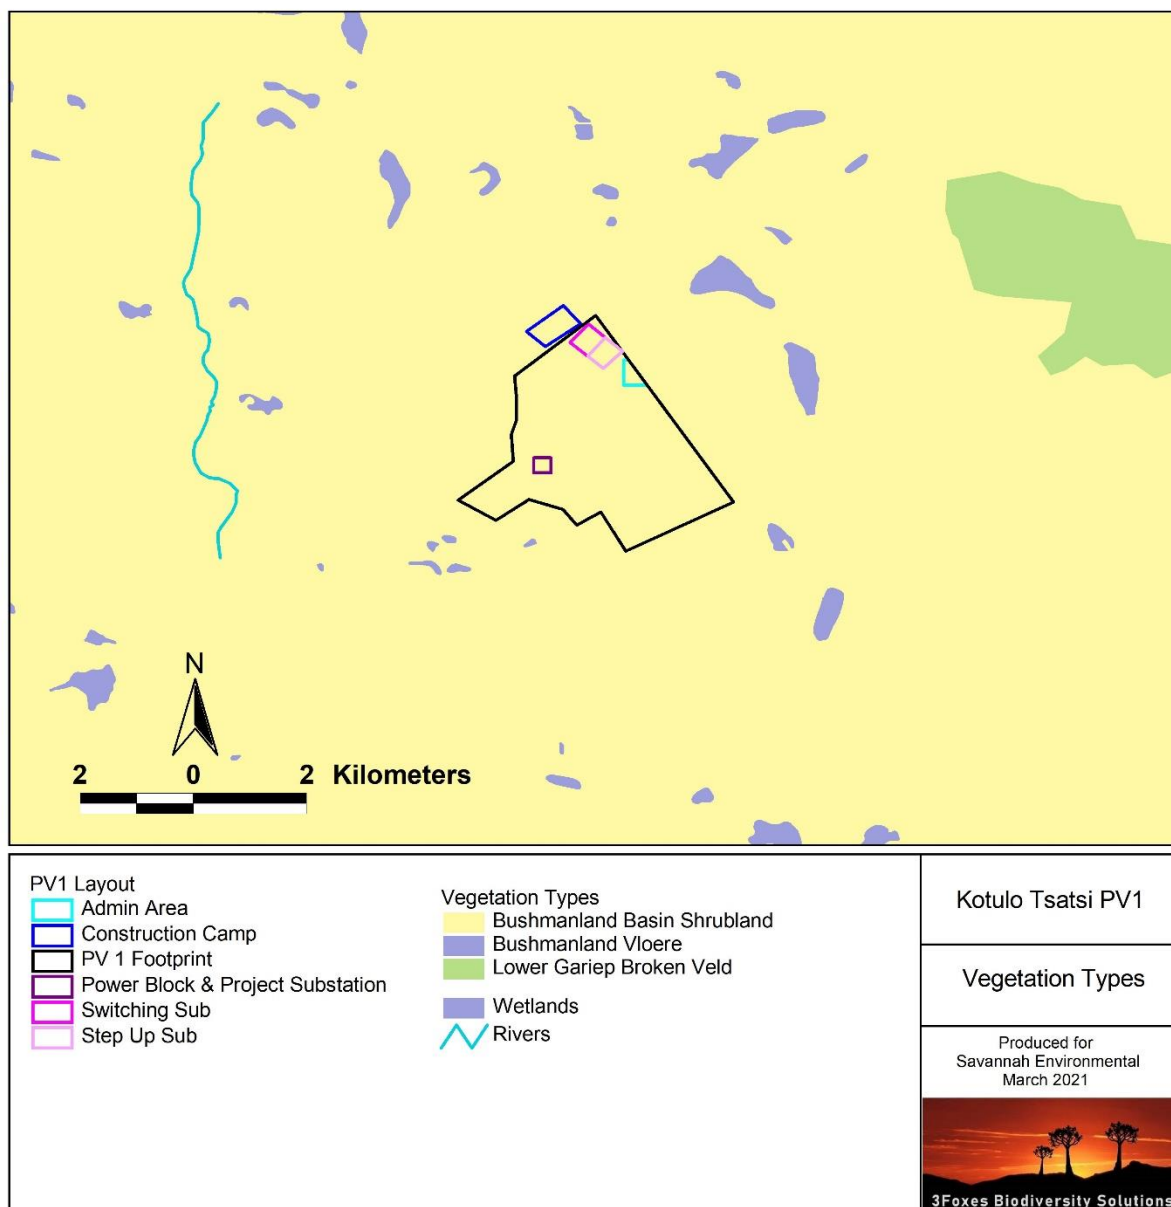 N
2 0 2 Kilometers
PV1 Layout
Admin Area
Construction Camp
PV 1 Footprint
Power Block & Project Substation
Switching Sub
Step Up Sub
Vegetation Types
Bushmanland Basin Shrubland
Bushmanland Vloere
Lower Gariep Broken Veld
Wetlands
Rivers
Kotulo Tsatsi PV1
Vegetation Types
Produced for
Savannah Environmental
March 2021
3Foxes Biodiversity Solutions